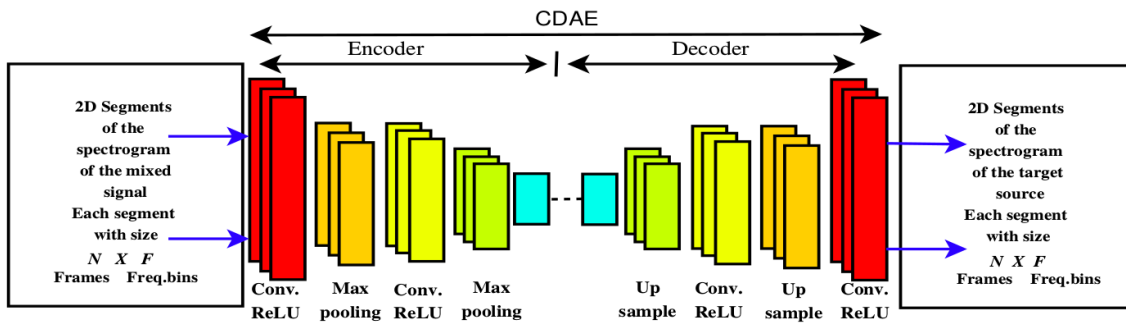 CDAE
Encoder
Decoder
2D Segments
of the
spectrogram
of the mixed
signal
Each segment
with size
N X F
Frames Freq.bins
Conv.
ReLU
Max
pooling
Conv.
ReLU
Max
pooling
Up
sample
Conv.
ReLU
Up
sample
Conv.
ReLU
2D Segments
of the
spectrogram
of the target
source
Each segment
with size
N X F
Frames Freq.bins